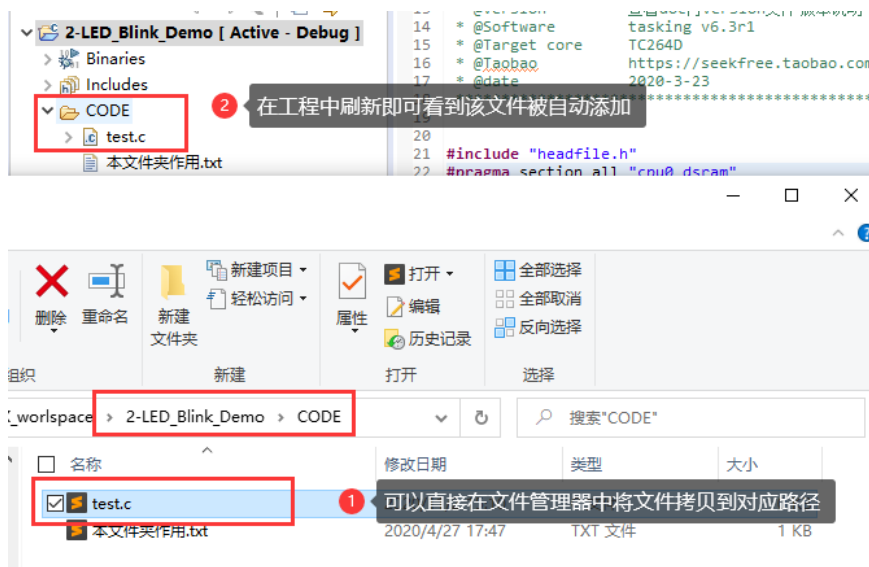 2-LED_Blink_Demo [ Active - Debug ]
Binaries
Includes
CODE
test.c
本文件夹作用.txt
2 在工程中刷新即可看到该文件被自动添加
14 * @Software tasking v6.3r1
15 * @Target core TC264D
16 * @Taobao https://seekfree.taobao.com
17 * @date 2020-3-23
20
21 #include "headfile.h"
22 #pragma section all "cpu0_dsram"
删除
重命名
新建
文件夹
新建项目
轻松访问
属性
打开
编辑
历史记录
全部选择
全部取消
反向选择
组织
新建
打开
选择
2-LED_Blink_Demo > CODE
搜索"CODE"
名称
修改日期
类型
大小
test.c
1 可以直接在文件管理器中将文件拷贝到对应路径
本文件夹作用.txt 2020/4/27 17:47 TXT 文件 1 KB